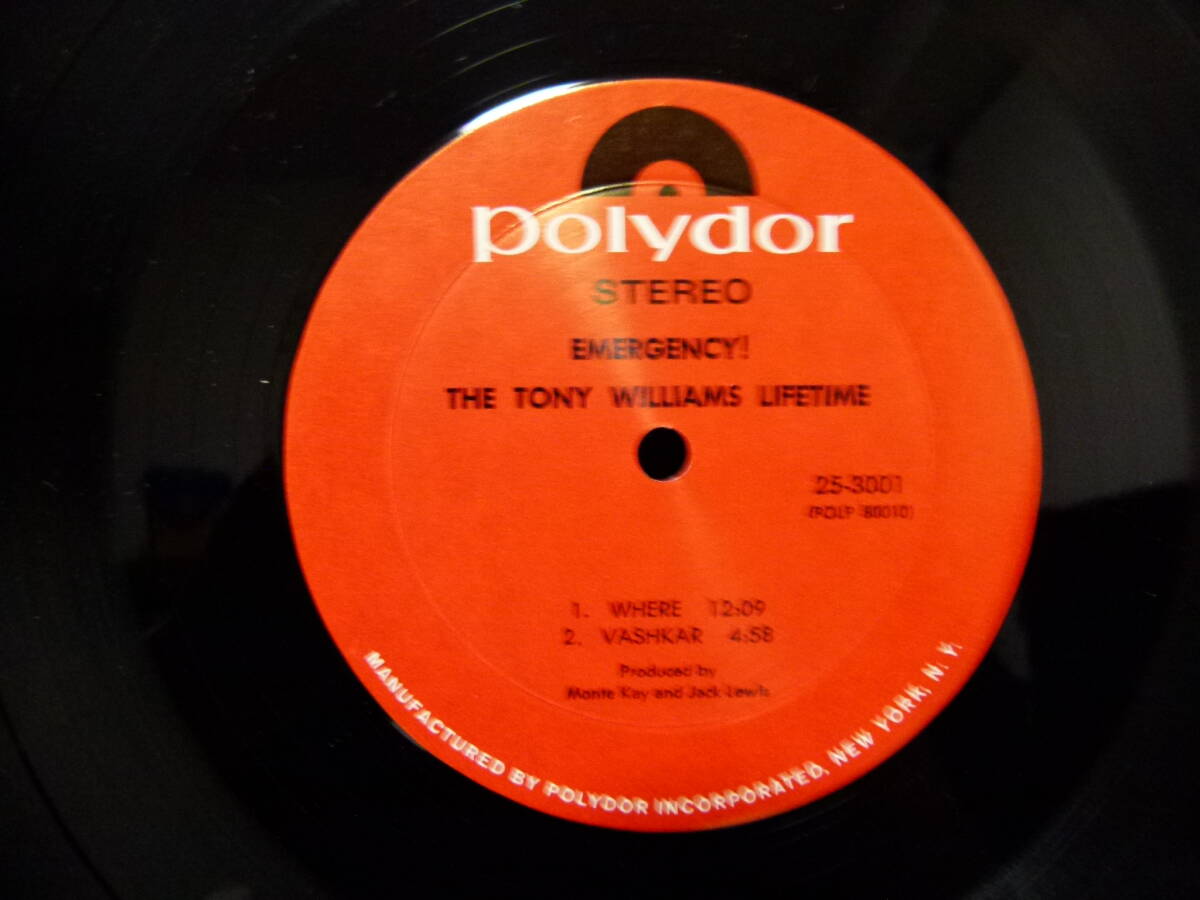 polydor
STEREO
EMERGENCY!
THE TONY WILLIAMS LIFETIME
25-3001
(POLP 80010)
1. WHERE 12:09
2. VASHKAR 4:58
Produced by
Monte Kay and Jack Lewis
MANUFACTURED BY POLYDOR INCORPORATED, NEW YORK, N. Y.